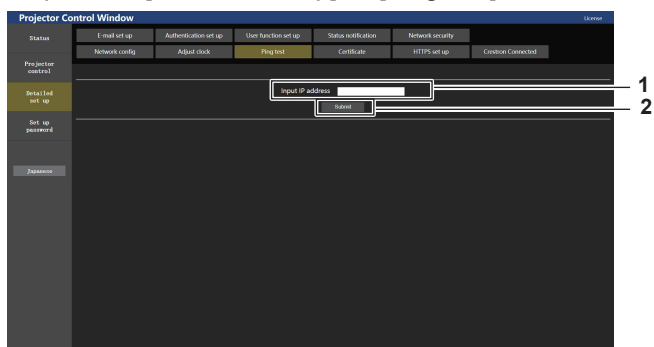 Projector Control Window License
Status E-mail set up Authentication set up User function set up Status notification Network security
Network config Adjust clock Ping test Certificate HTTPS set up Crestron Connected
Projector
control
Input IP address 1
Detailed
set up
Submit 2
Set up
password
Japanese